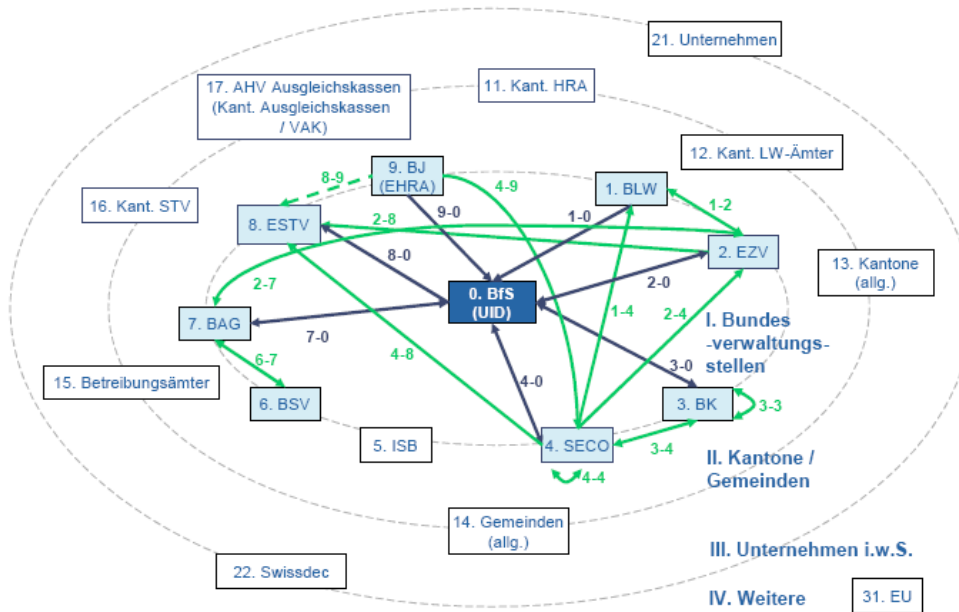 21. Unternehmen
17. AHV Ausgleichskassen
(Kant. Ausgleichskassen
/ VAK)
11. Kant. HRA
12. Kant. LW-Ämter
9. BJ
(EHRA)
8-9
4-9
1. BLW
1-2
16. Kant. STV
8. ESTV
2-8
9-0
1-0
2. EZV
8-0
13. Kantone
(allg.)
2-7
0. BfS
(UID)
2-0
1-4
2-4
7. BAG
7-0
I. Bundes
-verwaltungs-
stellen
6-7
4-8
4-0
3-0
15. Betreibungsämter
6. BSV
3. BK
3-3
5. ISB
4. SECO
3-4
4-4
II. Kantone /
Gemeinden
14. Gemeinden
(allg.)
III. Unternehmen i.w.S.
22. Swissdec
IV. Weitere
31. EU